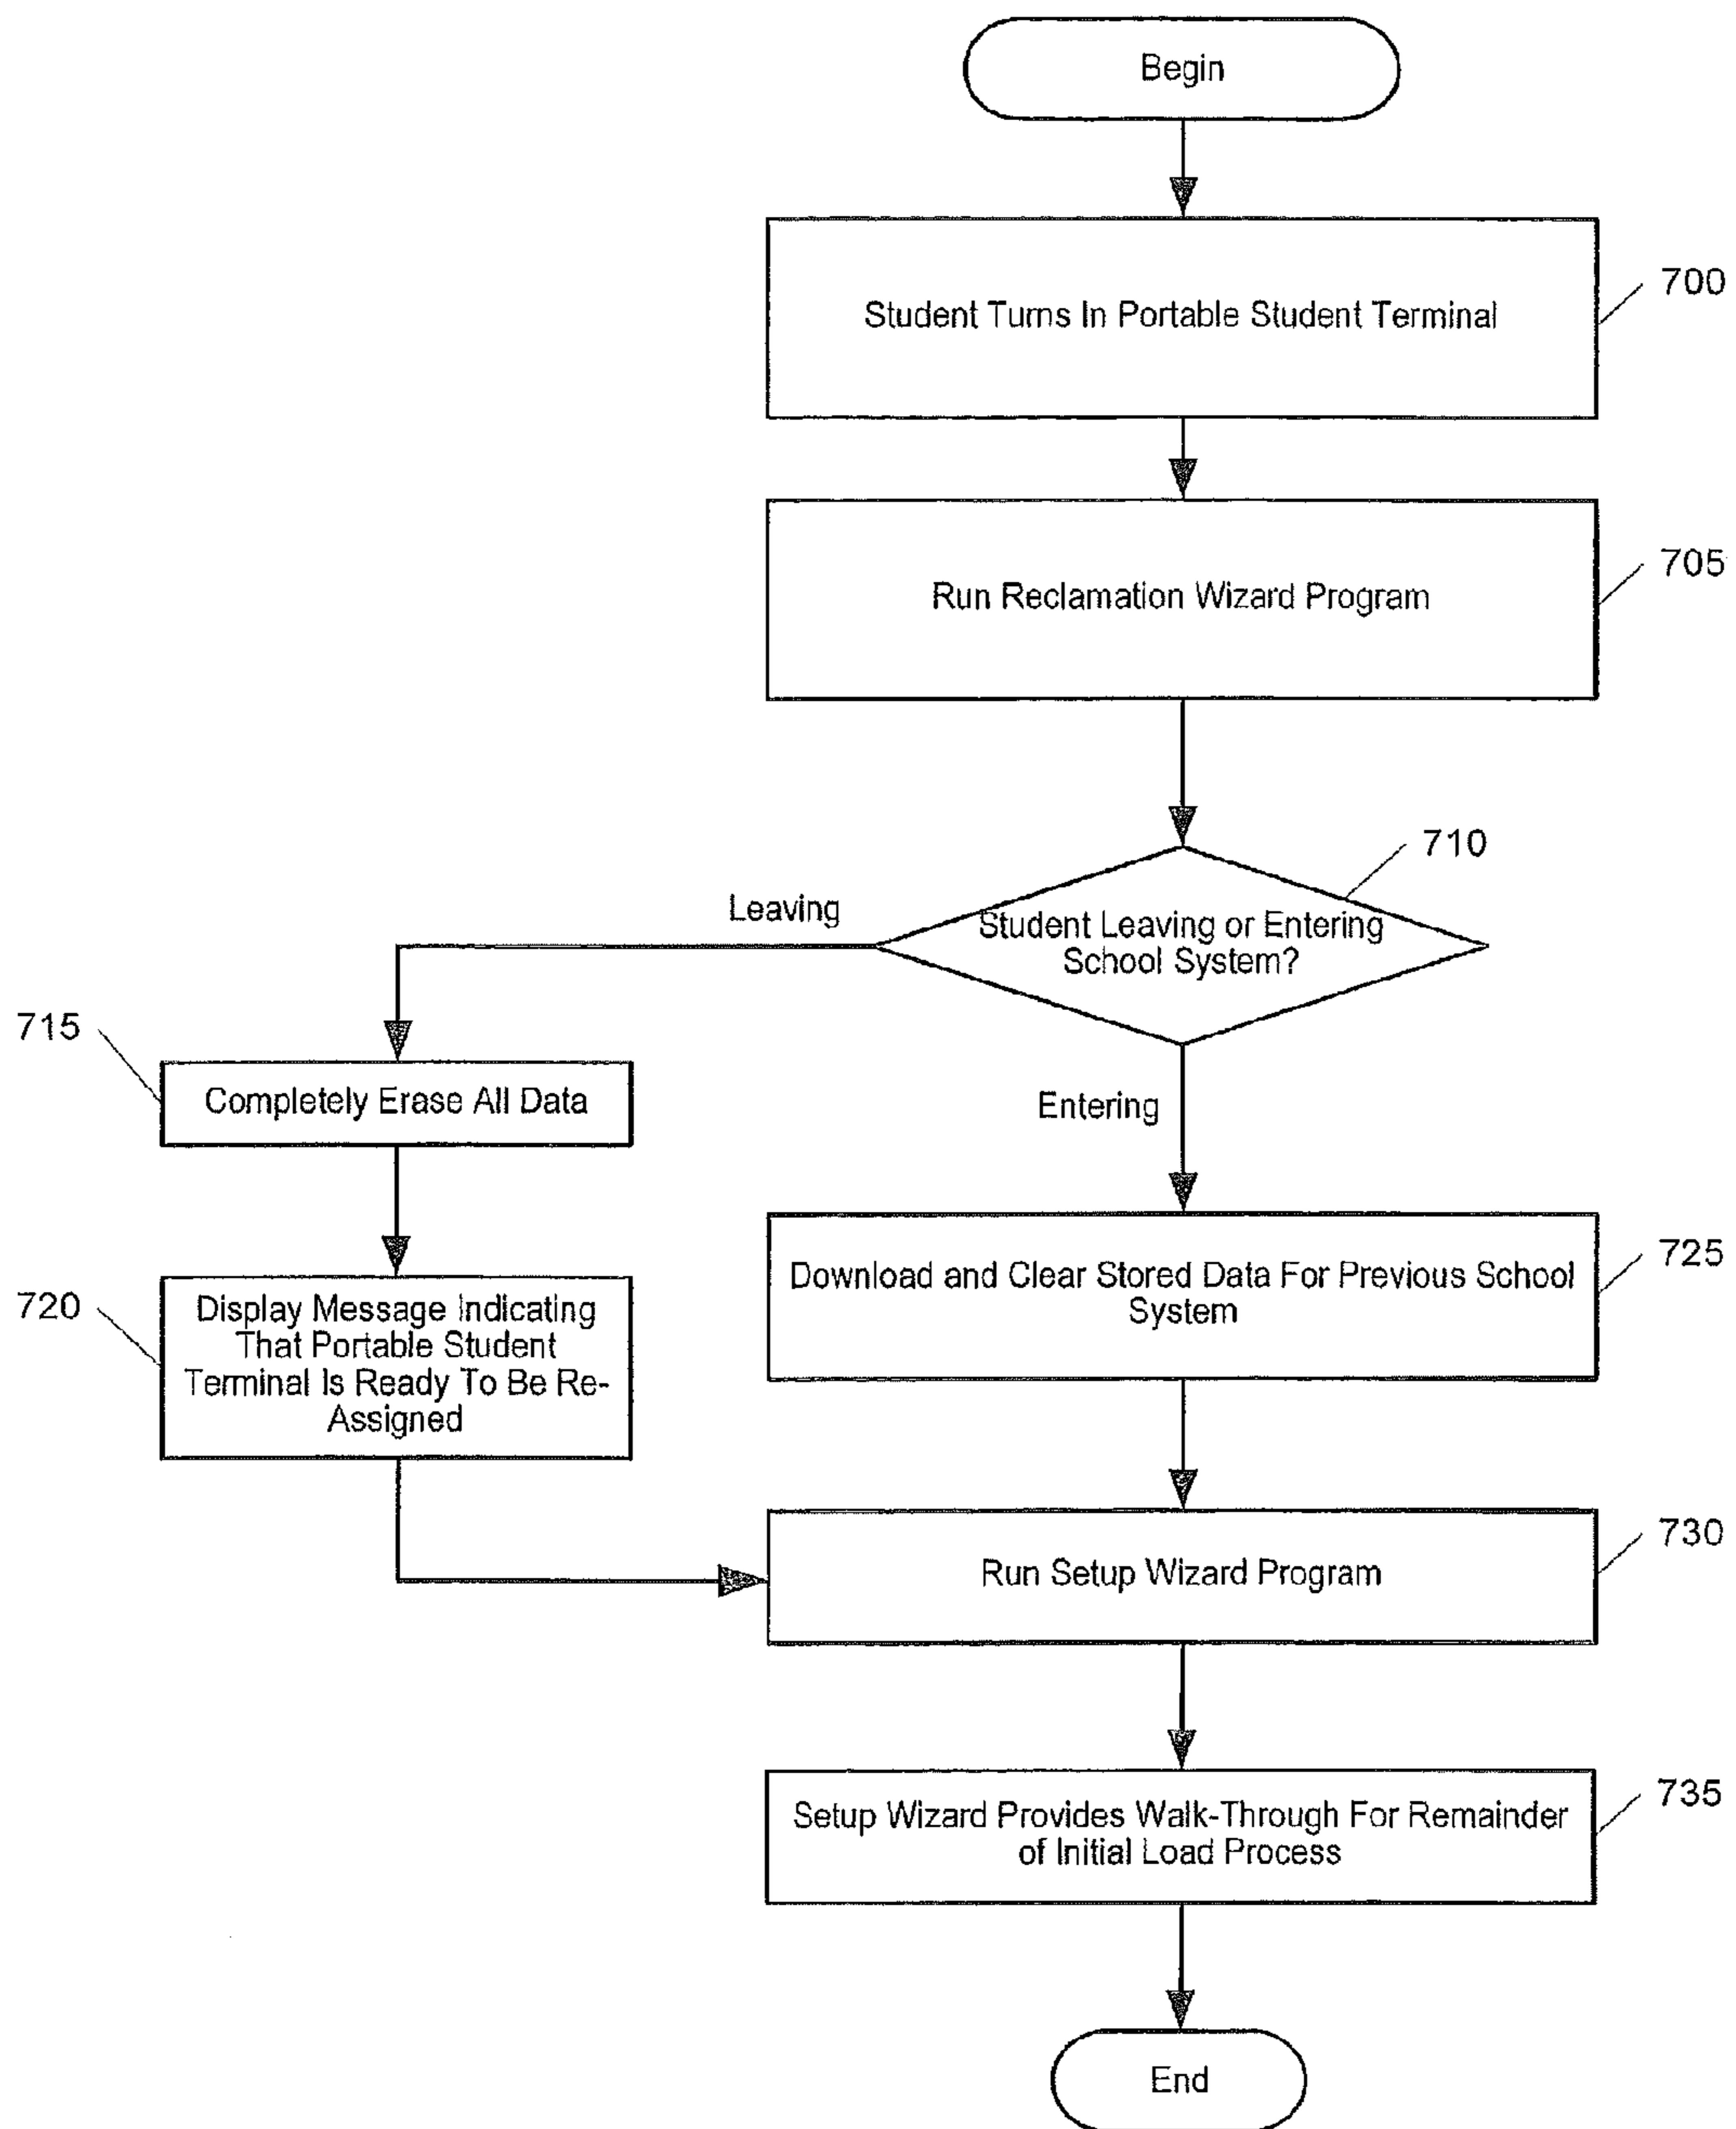 Begin
Student Turns In Portable Student Terminal
700
Run Reclamation Wizard Program
705
710
Student Leaving or Entering
School System?
Leaving
Entering
715
Completely Erase All Data
720
Display Message Indicating
That Portable Student
Terminal Is Ready To Be Re-
Assigned
Download and Clear Stored Data For Previous School
System
725
Run Setup Wizard Program
730
Setup Wizard Provides Walk-Through For Remainder
of Initial Load Process
735
End